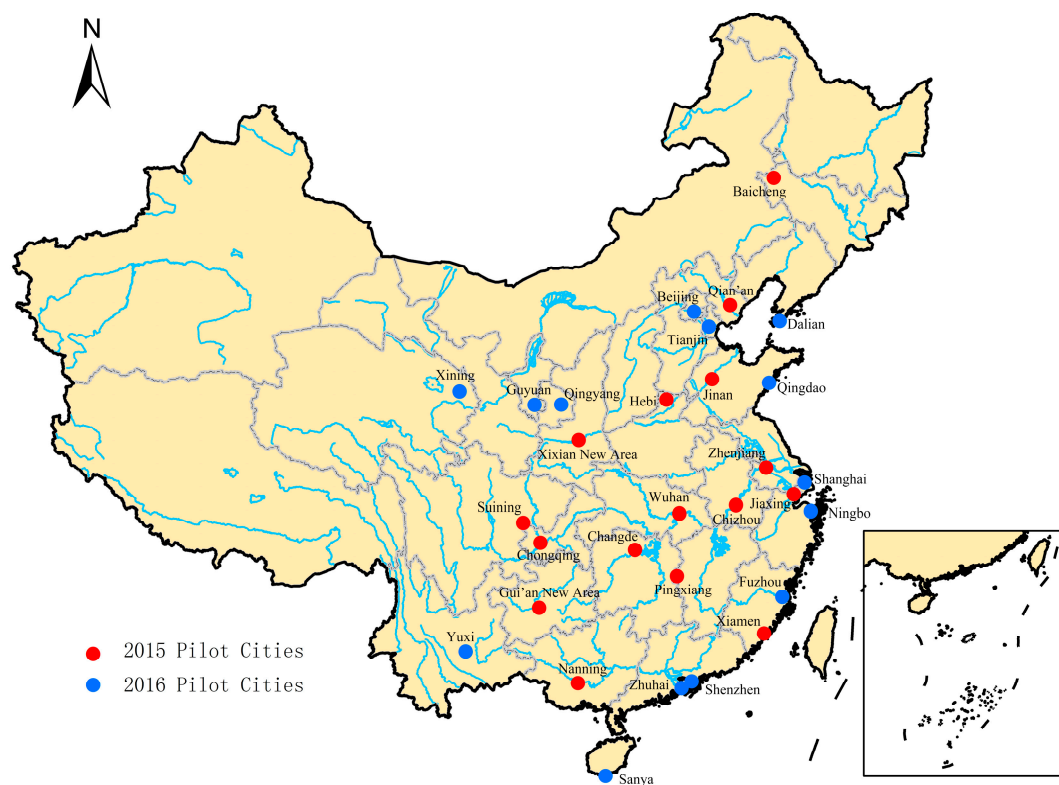 N
Baicheng
Qian'an
Beijing
Dalian
Tianjin
Xining
Guyuan
Qingyang
Qingdao
Jinan
Hebi
Xixian New Area
Zhenjiang
Shanghai
Wuhan
Jiaxing
Suining
Chizhou
Ningbo
Changde
Chongqing
Pingxiang
Fuzhou
Gui'an New Area
Xiamen
Yuxi
2015 Pilot Cities
Nanning
2016 Pilot Cities
Zhuhai
Shenzhen
Sanya